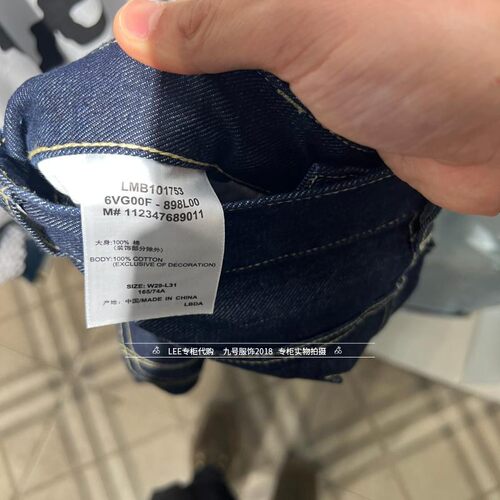 LMB101753
6VG00F - 898L00
M# 112347689011
大身:100% 棉
(装饰部分除外)
BODY:100% COTTON
(EXCLUSIVE OF DECORATION)
SIZE: W29-L31
165/74A
产地: 中国/MADE IN CHINA
LBDA
LEE专柜代购 九号服饰2018 专柜实物拍摄